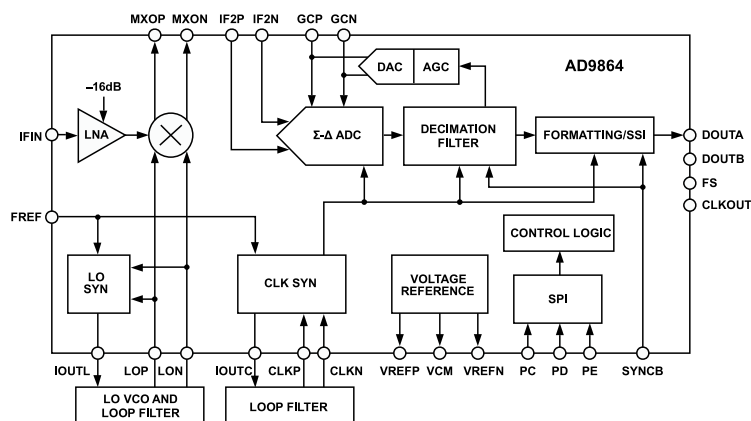 MXOP MXON IF2P IF2N GCP GCN
DAC AGC
AD9864
–16dB
IFIN
LNA
Σ-Δ ADC
DECIMATION
FILTER
FORMATTING/SSI
DOUTA
DOUTB
FS
CLKOUT
FREF
LO
SYN
CLK SYN
VOLTAGE
REFERENCE
CONTROL LOGIC
SPI
IOUTL LOP LON IOUTC CLKP CLKN VREFP VCM VREFN PC PD PE SYNCB
LO VCO AND
LOOP FILTER
LOOP FILTER